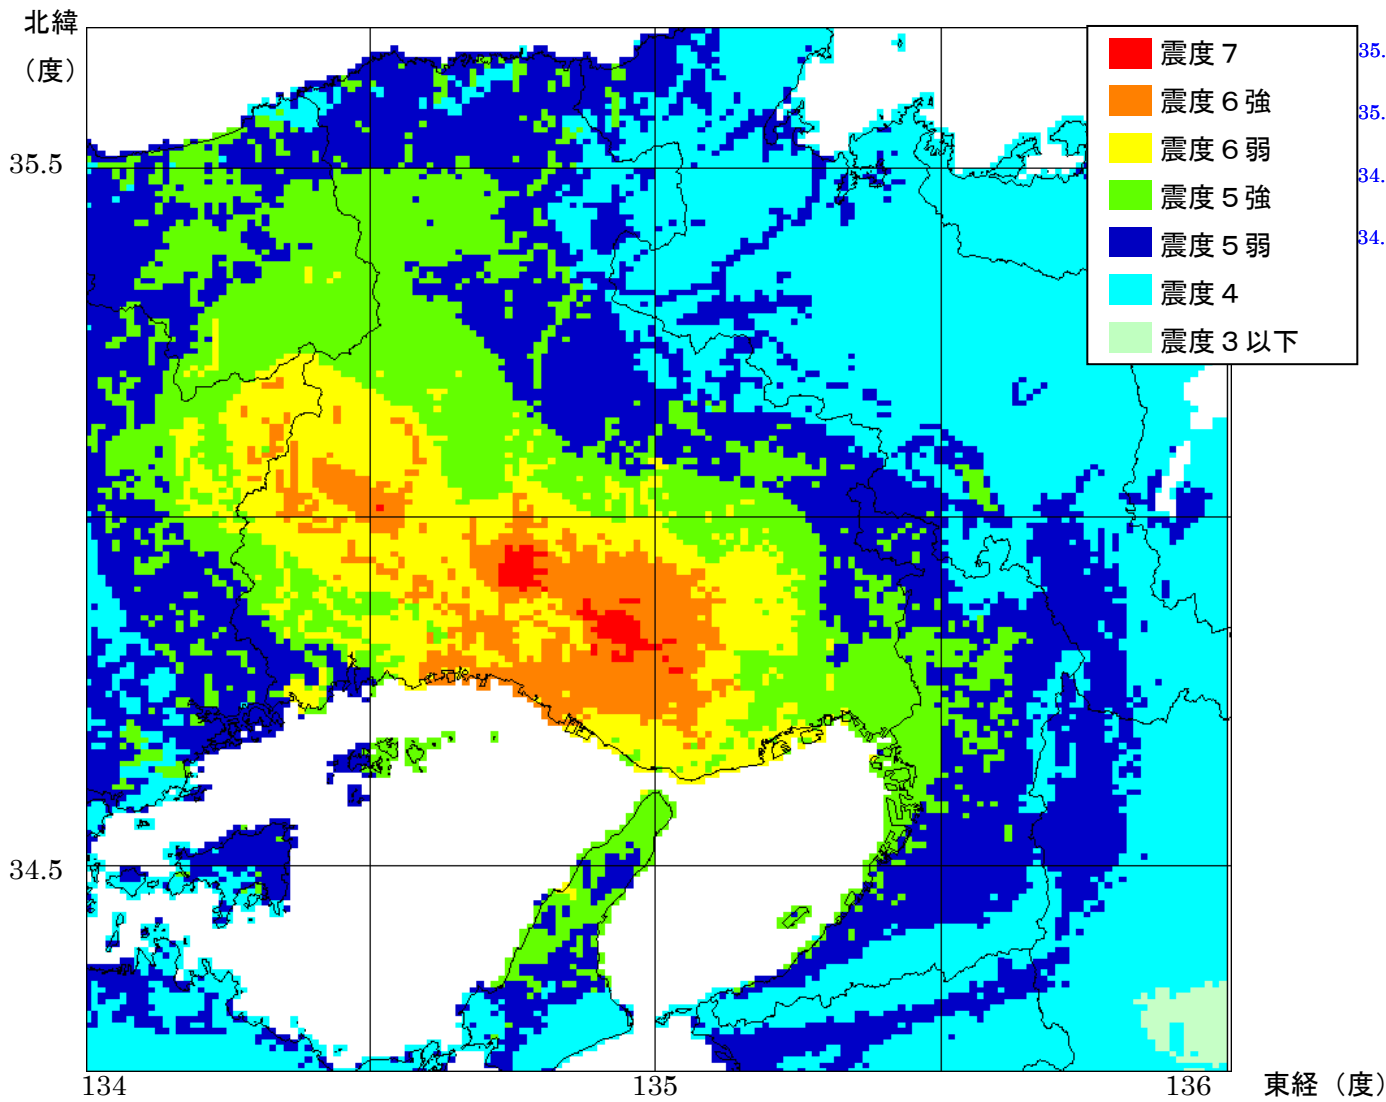 北緯
（度）
35.5
34.5
134
135
136
東経（度）
震度７
震度６強
震度６弱
震度５強
震度５弱
震度４
震度３以下
35.
35.
34.
34.